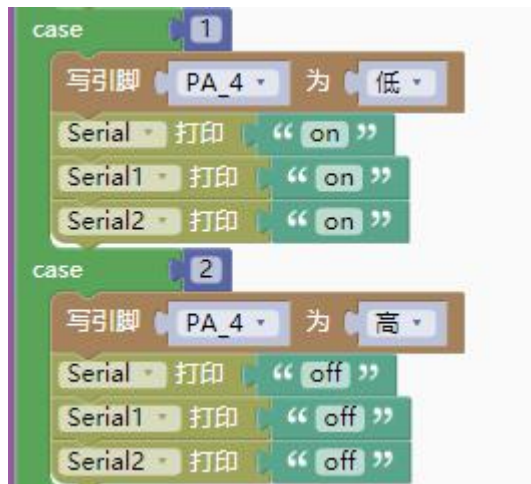 case 1
写引脚 PA_4 为 低
Serial 打印 “ on ”
Serial1 打印 “ on ”
Serial2 打印 “ on ”
case 2
写引脚 PA_4 为 高
Serial 打印 “ off ”
Serial1 打印 “ off ”
Serial2 打印 “ off ”